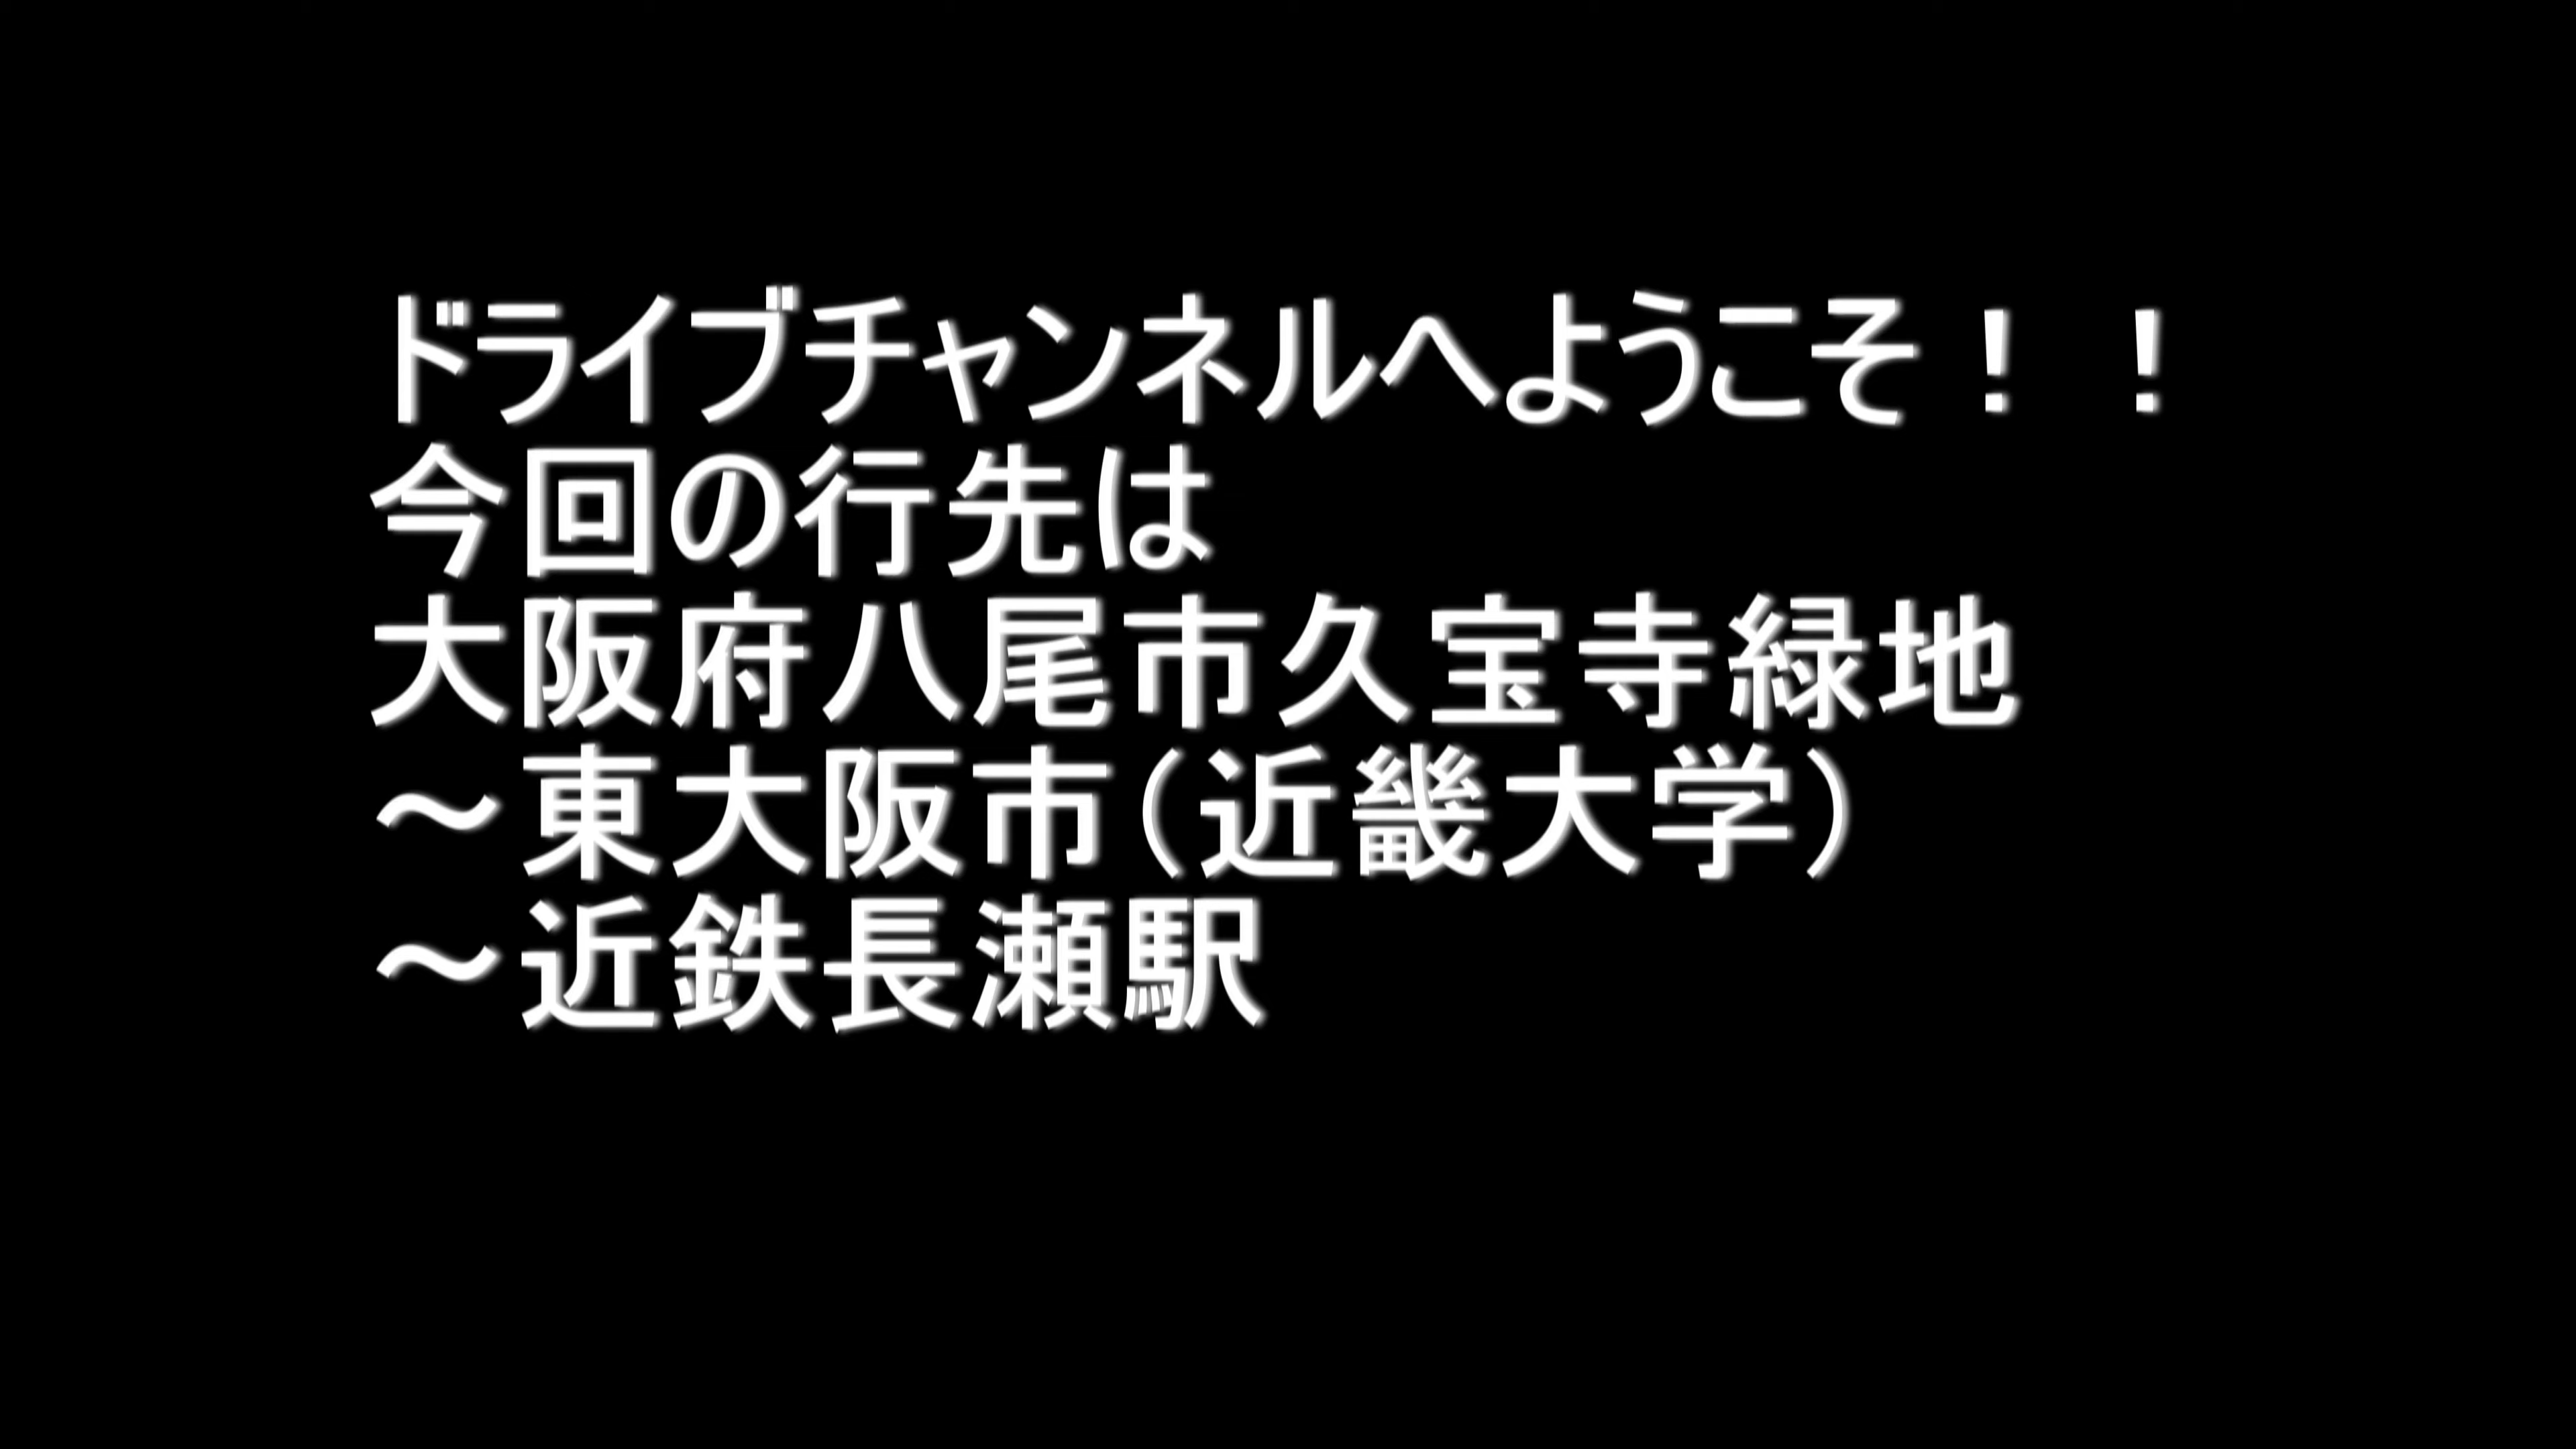 ドライブチャンネルへようこそ！！
今回の行先は
大阪府八尾市久宝寺緑地
～東大阪市（近畿大学）
～近鉄長瀬駅